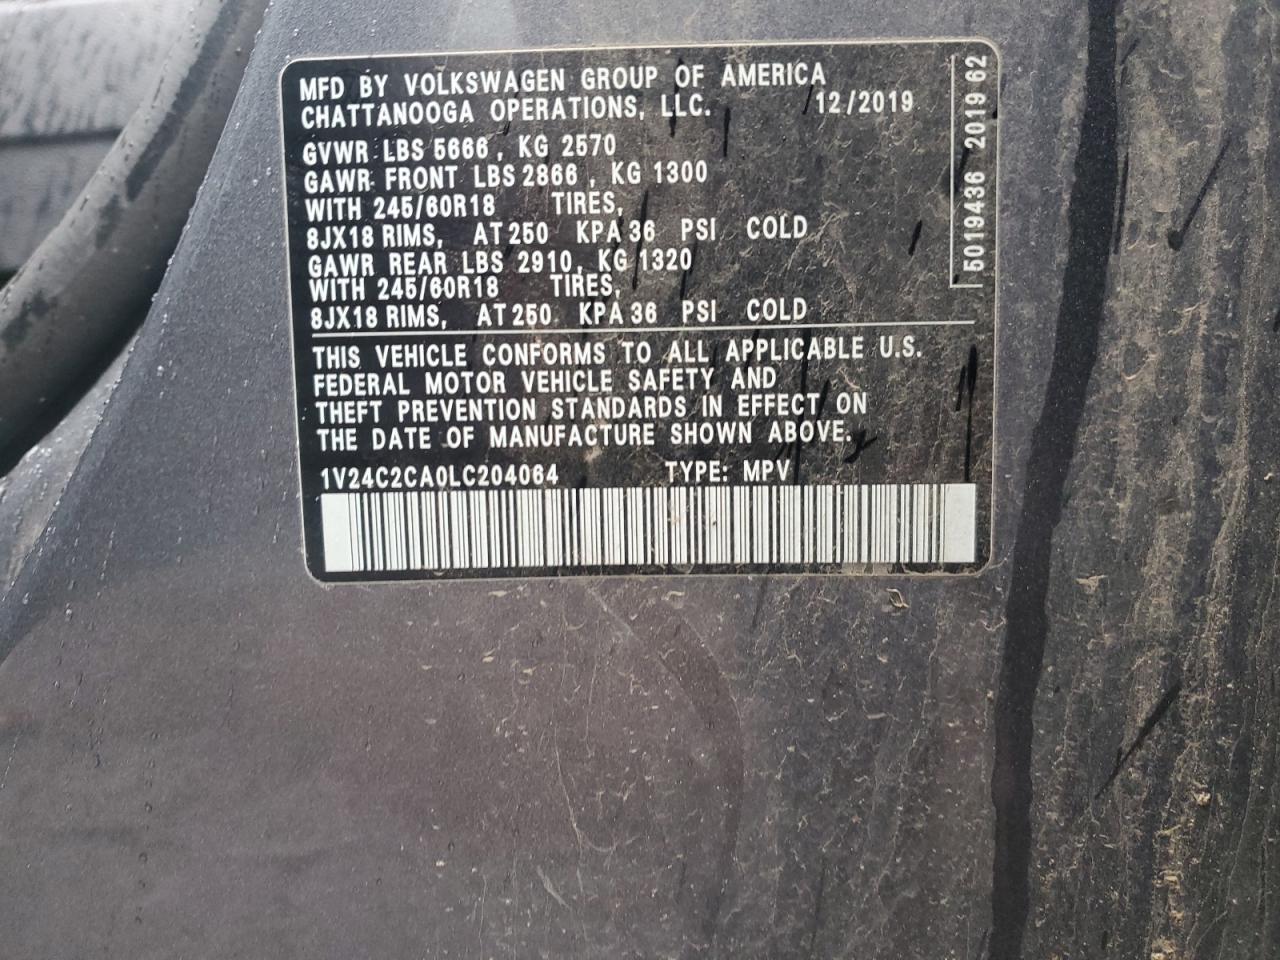 MFD BY VOLKSWAGEN GROUP OF AMERICA
CHATTANOOGA OPERATIONS, LLC. 12/2019
GVWR LBS 5666, KG 2570
GAWR FRONT LBS 2866, KG 1300
WITH 245/60R18 TIRES,
8JX18 RIMS, AT 250 KPA 36 PSI COLD
GAWR REAR LBS 2910, KG 1320
WITH 245/60R18 TIRES,
8JX18 RIMS, AT 250 KPA 36 PSI COLD
THIS VEHICLE CONFORMS TO ALL APPLICABLE U.S.
FEDERAL MOTOR VEHICLE SAFETY AND
THEFT PREVENTION STANDARDS IN EFFECT ON
THE DATE OF MANUFACTURE SHOWN ABOVE.
1V24C2CA0LC204064 TYPE: MPV
5019436 2019 62